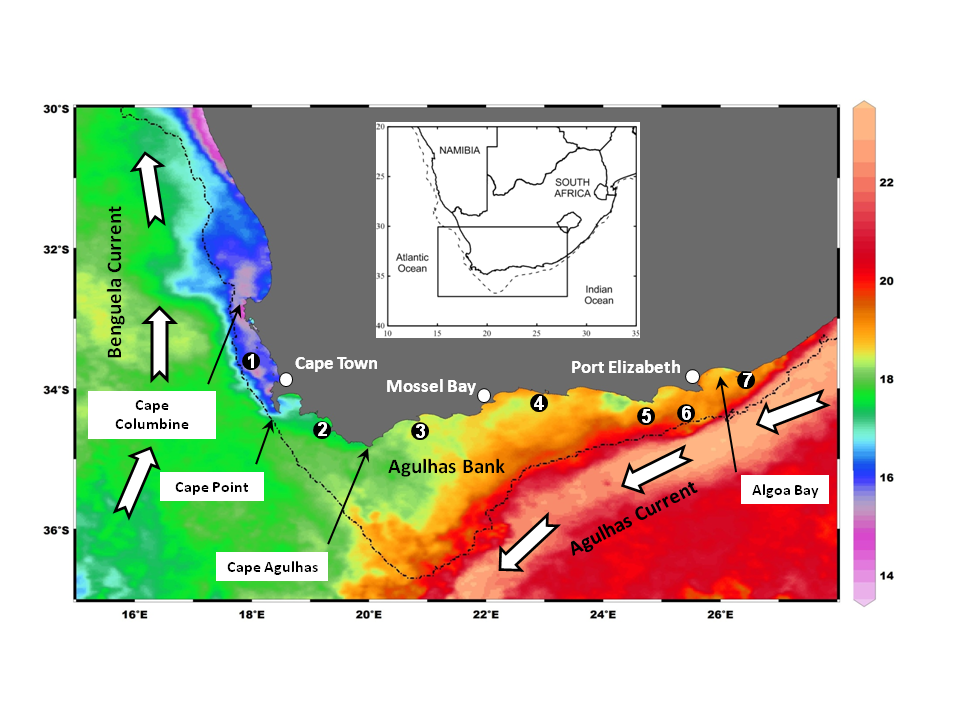 30°S
32°S
34°S
36°S
16°E
18°E
20°E
22°E
24°E
26°E
Benguela Current
Cape
Columbine
Cape Point
Cape Agulhas
Agulhas Bank
Agulhas Current
Algoa Bay
Cape Town
Mossel Bay
Port Elizabeth
1
2
3
4
5
6
7
20
25
30
35
40
10
15
20
25
30
35
NAMIBIA
SOUTH
AFRICA
Atlantic
Ocean
Indian
Ocean
22
20
18
16
14